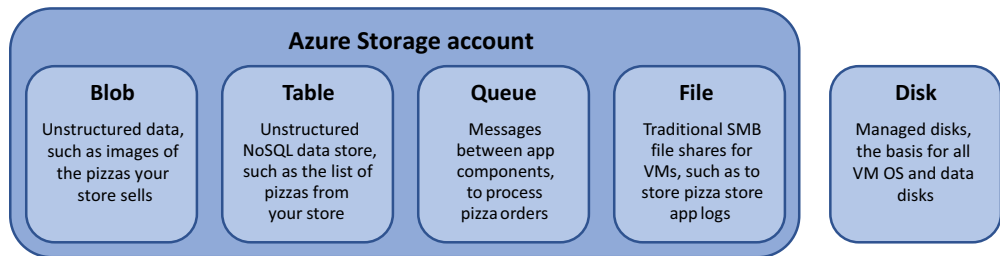 Azure Storage account
Blob
Unstructured data,
such as images of
the pizzas your
store sells
Table
Unstructured
NoSQL data store,
such as the list of
pizzas from
your store
Queue
Messages
between app
components,
to process
pizza orders
File
Traditional SMB
file shares for
VMs, such as to
store pizza store
app logs
Disk
Managed disks,
the basis for all
VM OS and data
disks